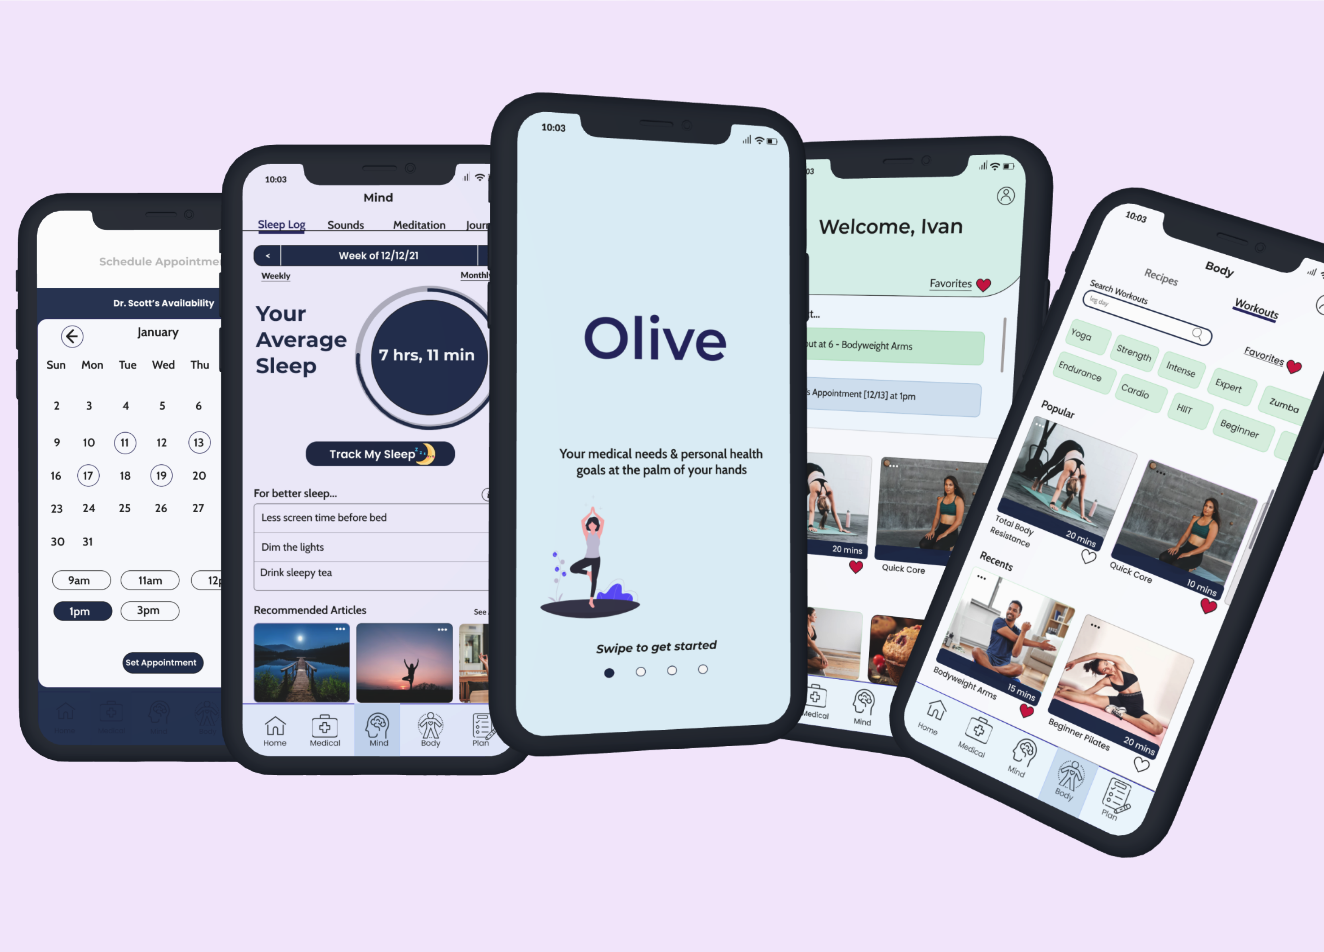 Schedule Appointme
Dr. Scott's Availability
January
Sun Mon Tue Wed Thu
2 3 4 5 6
9 10 11 12 13
16 17 18 19 20
23 24 25 26 27
30 31
9am 11am 12p
1pm 3pm
Set Appointment
10:03
Mind
Sleep Log Sounds Meditation Journ
< Week of 12/12/21
Weekly Monthl
Your
Average
Sleep
7 hrs, 11 min
Track My Sleep
For better sleep...
Less screen time before bed
Dim the lights
Drink sleepy tea
Recommended Articles See
Home Medical Mind Body Plan
10:03
Olive
Your medical needs & personal health
goals at the palm of your hands
Swipe to get started
03
Welcome, Ivan
Favorites
t...
out at 6 - Bodyweight Arms
s Appointment [12/13] at 1pm
20 mins
Quick Core
Medical Mind
10:03
Body
Recipes Workouts
Search Workouts
leg day
Favorites
Yoga Strength Intense Expert Zumba
Endurance Cardio HIIT Beginner
Popular
20 mins
Total Body
Resistance
10 mins
Quick Core
Recents
15 mins
Bodyweight Arms
20 mins
Beginner Pilates
Home Medical Mind Body Plan